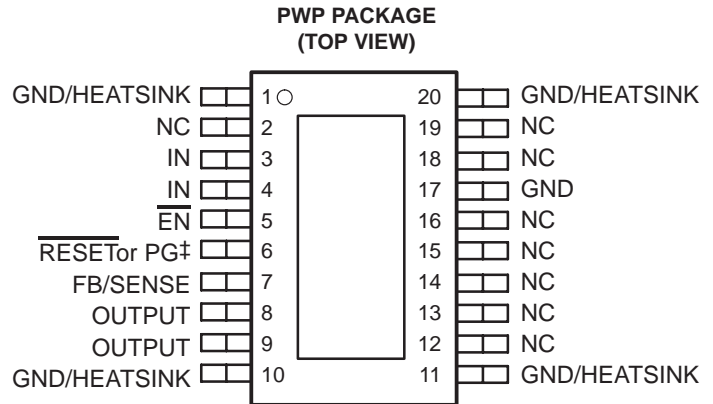 PWP PACKAGE
(TOP VIEW)
GND/HEATSINK 1 20 GND/HEATSINK
NC 2 19 NC
IN 3 18 NC
IN 4 17 GND
EN 5 16 NC
RESETor PG‡ 6 15 NC
FB/SENSE 7 14 NC
OUTPUT 8 13 NC
OUTPUT 9 12 NC
GND/HEATSINK 10 11 GND/HEATSINK